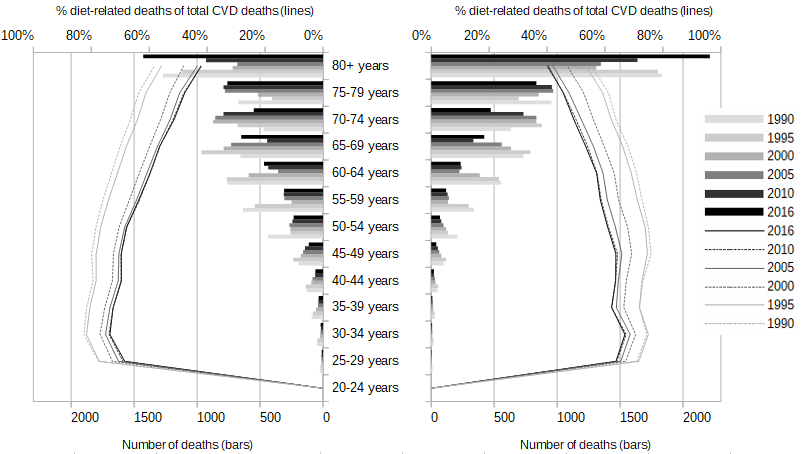 % diet-related deaths of total CVD deaths (lines)
% diet-related deaths of total CVD deaths (lines)
100% 80% 60% 40% 20% 0%
0% 20% 40% 60% 80% 100%
80+ years
75-79 years
70-74 years
65-69 years
60-64 years
55-59 years
50-54 years
45-49 years
40-44 years
35-39 years
30-34 years
25-29 years
20-24 years
1990
1995
2000
2005
2010
2016
2016
2010
2005
2000
1995
1990
2000 1500 1000 500 0
0 500 1000 1500 2000
Number of deaths (bars)
Number of deaths (bars)